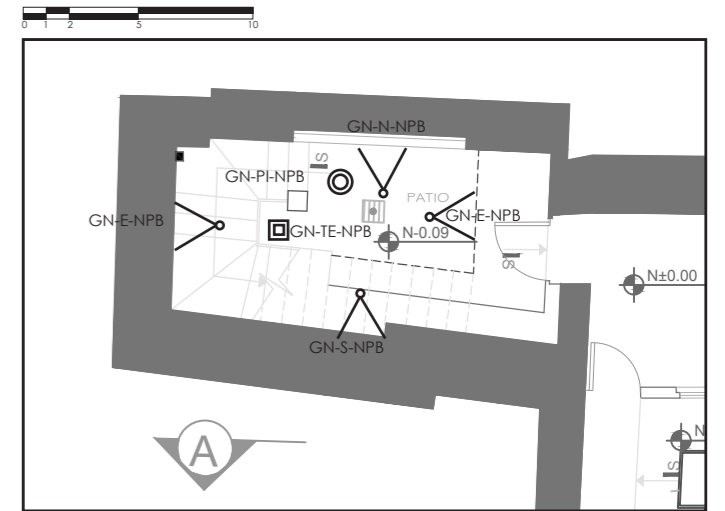 0 1 2 5 10
GN-N-NPB
S
GN-PI-NPB
PATIO
GN-E-NPB
GN-E-NPB
GN-TE-NPB
N-0.09
S
N±0.00
GN-S-NPB
A
N
S